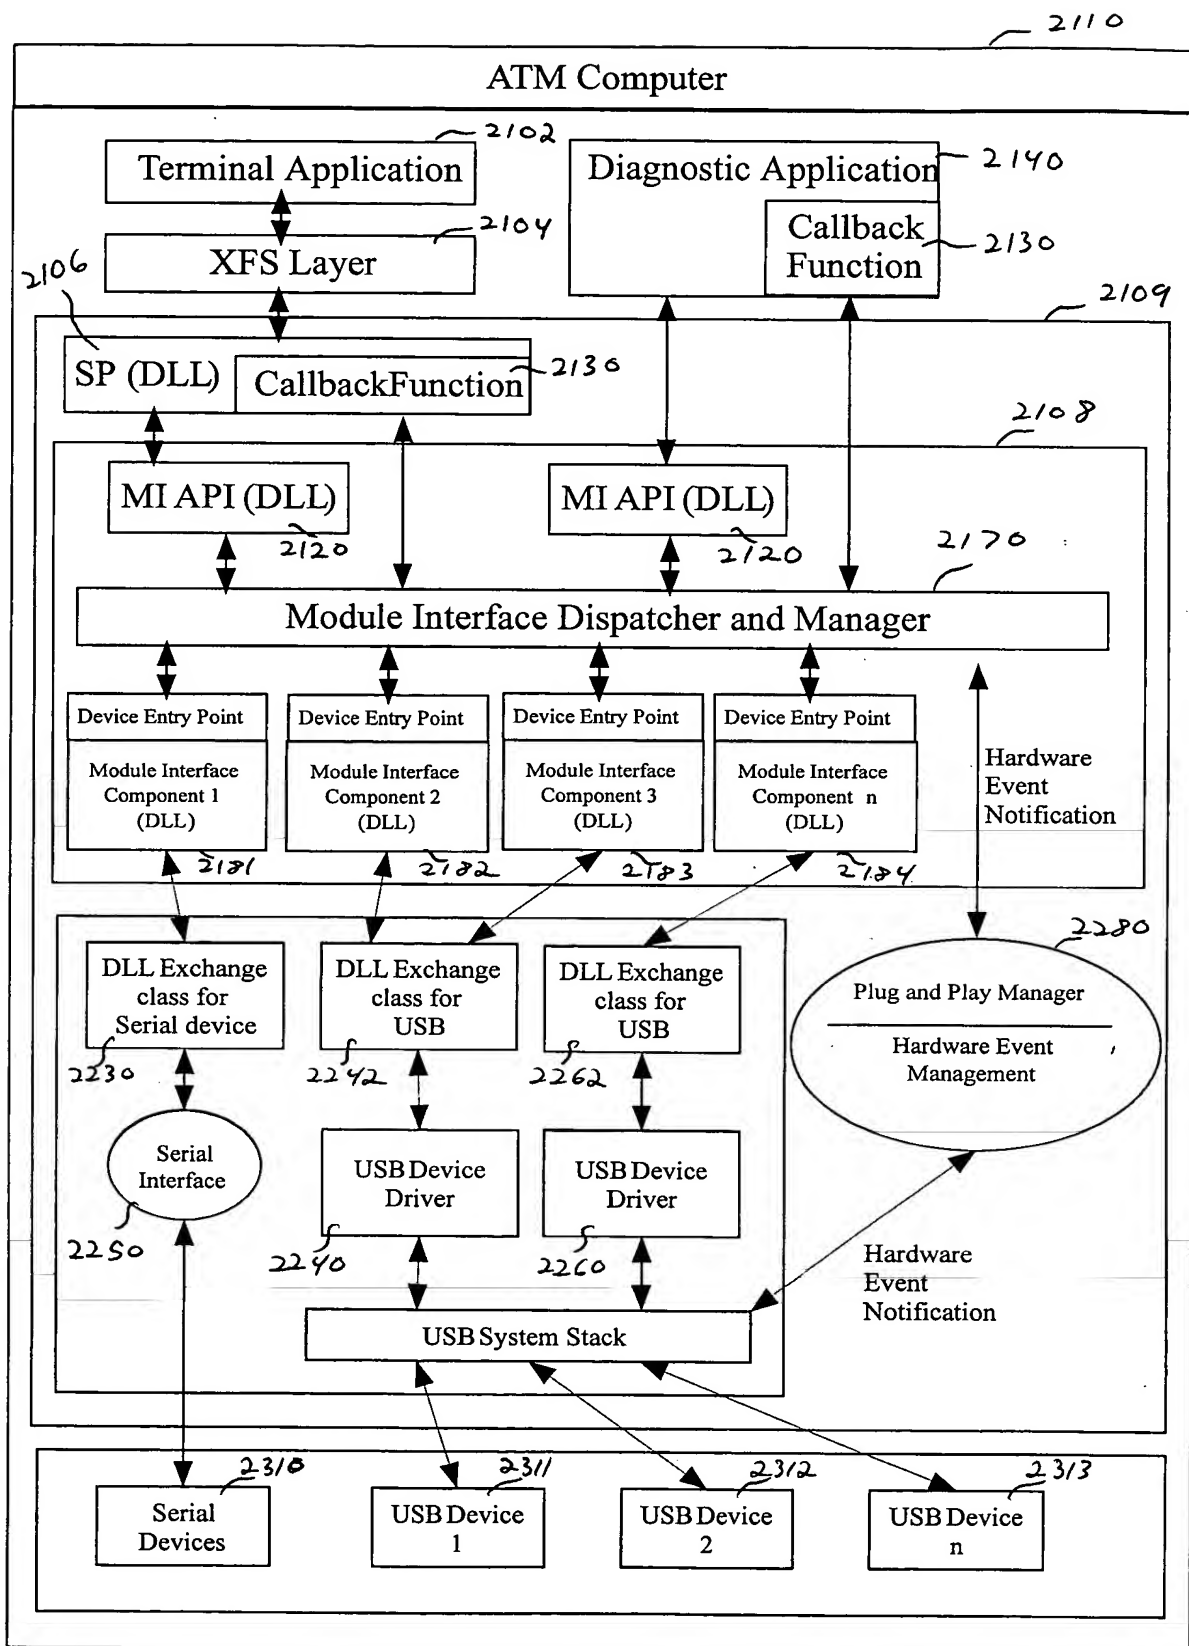 2110
ATM Computer
2102
Terminal Application
2140
Diagnostic Application
2104
XFS Layer
Callback
Function
2130
2106
2109
SP (DLL)
CallbackFunction
2130
2108
MI API (DLL)
2120
MI API (DLL)
2120
2170
Module Interface Dispatcher and Manager
Device Entry Point
Device Entry Point
Device Entry Point
Device Entry Point
Module Interface
Component 1
(DLL)
Module Interface
Component 2
(DLL)
Module Interface
Component 3
(DLL)
Module Interface
Component n
(DLL)
Hardware
Event
Notification
2181
2182
2183
2184
2280
DLL Exchange
class for
Serial device
DLL Exchange
class for
USB
DLL Exchange
class for
USB
Plug and Play Manager
Hardware Event
Management
2230
2242
2262
Serial
Interface
USB Device
Driver
USB Device
Driver
2250
2240
2260
Hardware
Event
Notification
USB System Stack
2310
2311
2312
2313
Serial
Devices
USB Device
1
USB Device
2
USB Device
n